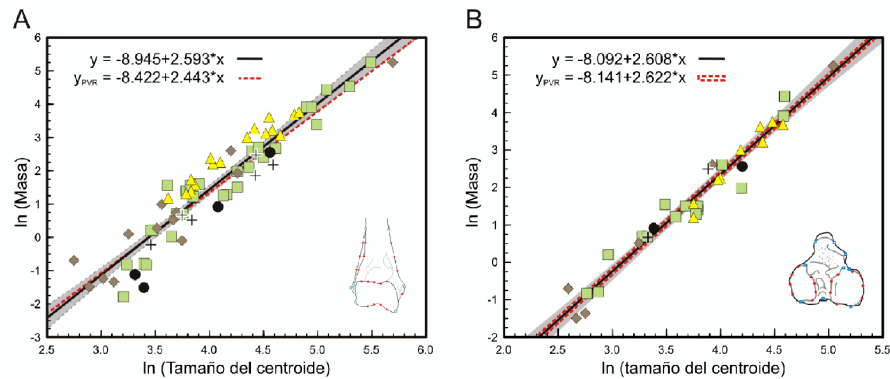 A
B
y = -8.945+2.593*x
yPVR = -8.422+2.443*x
y = -8.092+2.608*x
yPVR = -8.141+2.622*x
ln (Masa)
6
5
4
3
2
1
0
-1
-2
-3
2.5 3.0 3.5 4.0 4.5 5.0 5.5 6.0
ln (Tamaño del centroide)
ln (Masa)
6
5
4
3
2
1
0
-1
-2
2.0 2.5 3.0 3.5 4.0 4.5 5.0 5.5
ln (tamaño del centroide)